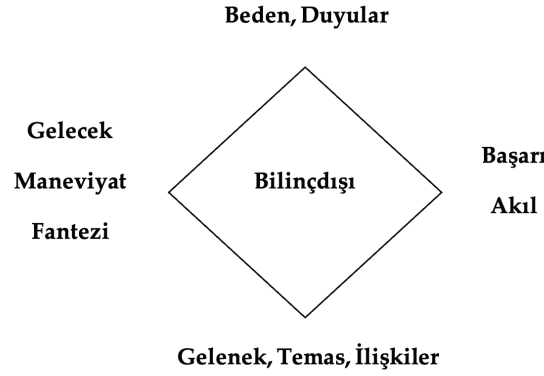 Beden, Duyular
Gelecek
Maneviyat
Fantezi
Bilinçdışı
Başarı
Akıl
Gelenek, Temas, İlişkiler